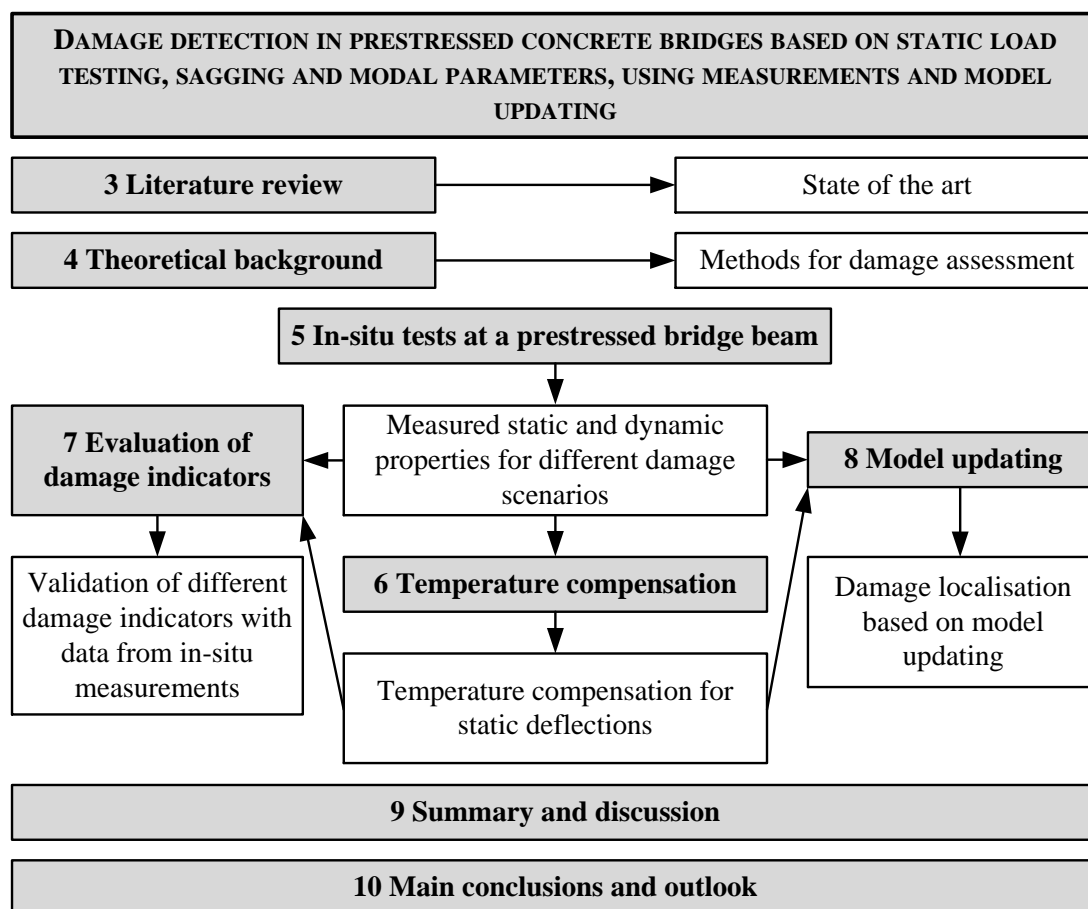 DAMAGE DETECTION IN PRESTRESSED CONCRETE BRIDGES BASED ON STATIC LOAD
TESTING, SAGGING AND MODAL PARAMETERS, USING MEASUREMENTS AND MODEL
UPDATING
3 Literature review
State of the art
4 Theoretical background
Methods for damage assessment
5 In-situ tests at a prestressed bridge beam
7 Evaluation of
damage indicators
Measured static and dynamic
properties for different damage
scenarios
8 Model updating
Validation of different
damage indicators with
data from in-situ
measurements
6 Temperature compensation
Temperature compensation for
static deflections
Damage localisation
based on model
updating
9 Summary and discussion
10 Main conclusions and outlook